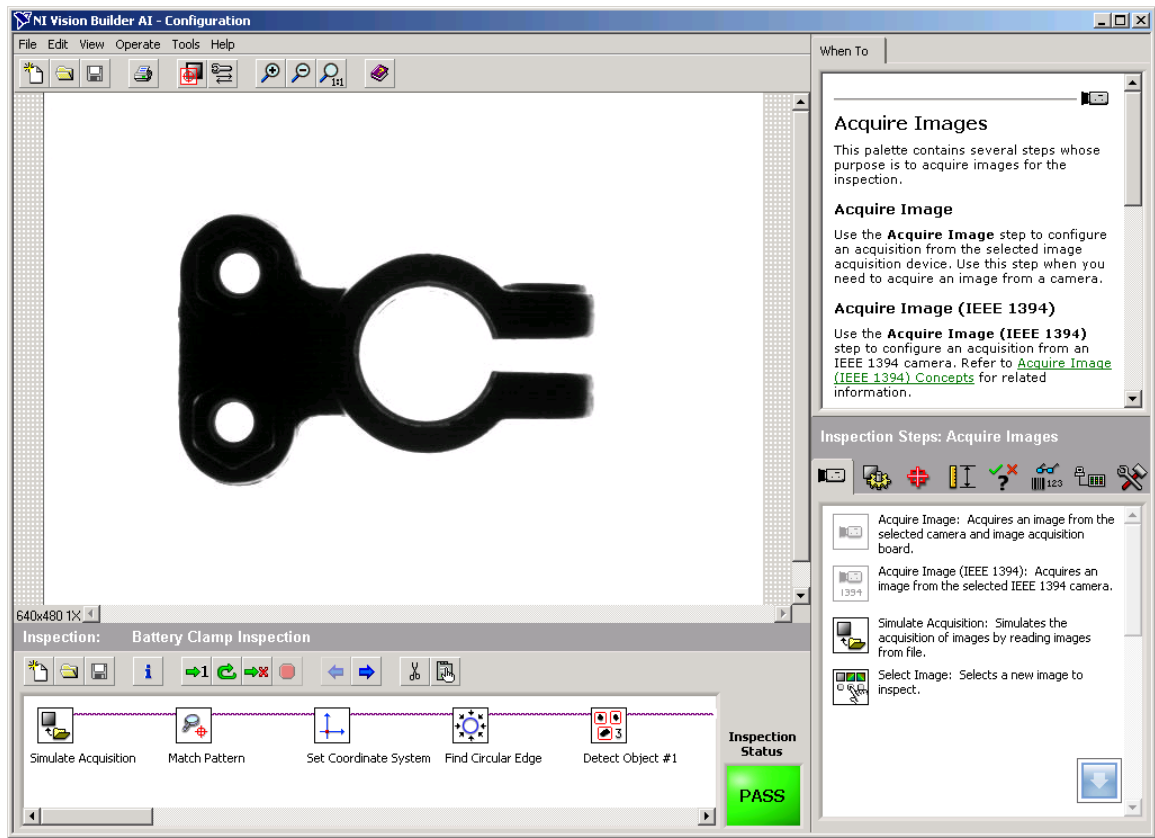 NI Vision Builder AI - Configuration
File Edit View Operate Tools Help
1:1
When To
Acquire Images
This palette contains several steps whose
purpose is to acquire images for the
inspection.
Acquire Image
Use the Acquire Image step to configure
an acquisition from the selected image
acquisition device. Use this step when you
need to acquire an image from a camera.
Acquire Image (IEEE 1394)
Use the Acquire Image (IEEE 1394)
step to configure an acquisition from an
IEEE 1394 camera. Refer to Acquire Image
(IEEE 1394) Concepts for related
information.
640x480 1X
Inspection: Battery Clamp Inspection
i
1
3
Simulate Acquisition
Match Pattern
Set Coordinate System
Find Circular Edge
Detect Object #1
Inspection
Status
PASS
Inspection Steps: Acquire Images
?
123
Acquire Image: Acquires an image from the
selected camera and image acquisition
board.
1394
Acquire Image (IEEE 1394): Acquires an
image from the selected IEEE 1394 camera.
Simulate Acquisition: Simulates the
acquisition of images by reading images
from file.
Select Image: Selects a new image to
inspect.